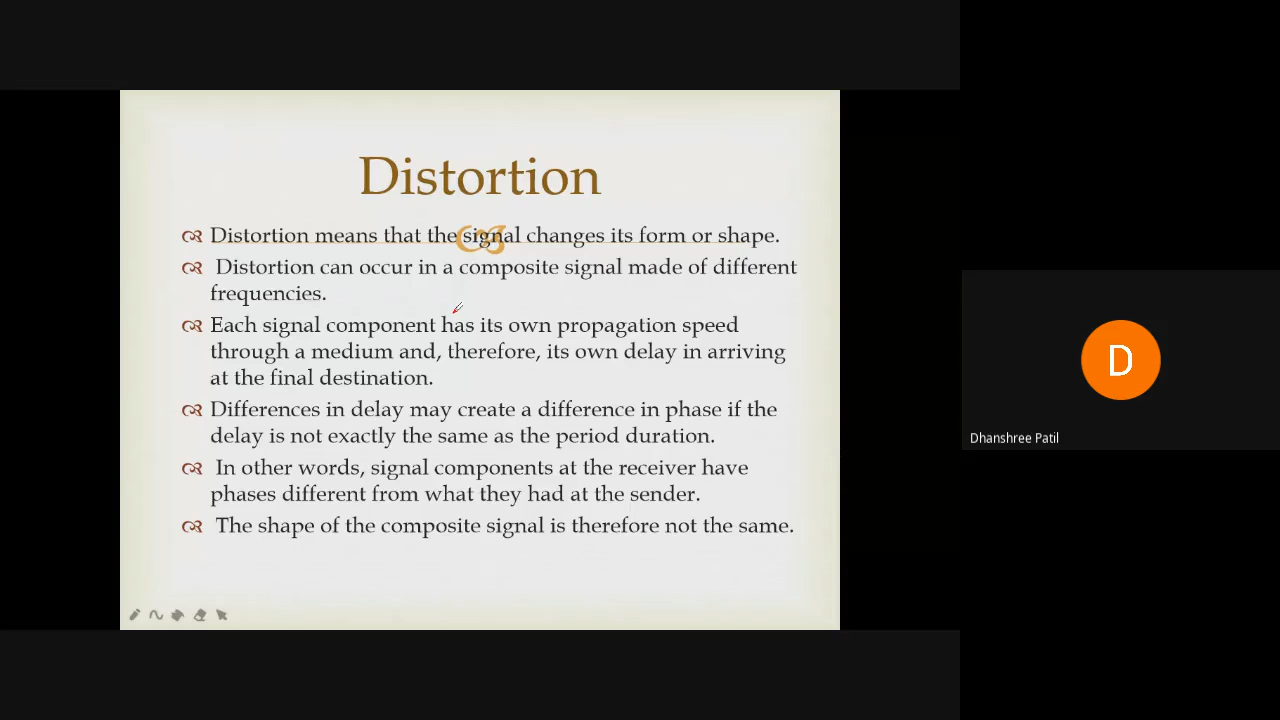 Distortion
Distortion means that the signal changes its form or shape.
Distortion can occur in a composite signal made of different
frequencies.
Each signal component has its own propagation speed
through a medium and, therefore, its own delay in arriving
at the final destination.
Differences in delay may create a difference in phase if the
delay is not exactly the same as the period duration.
In other words, signal components at the receiver have
phases different from what they had at the sender.
The shape of the composite signal is therefore not the same.
D
Dhanshree Patil